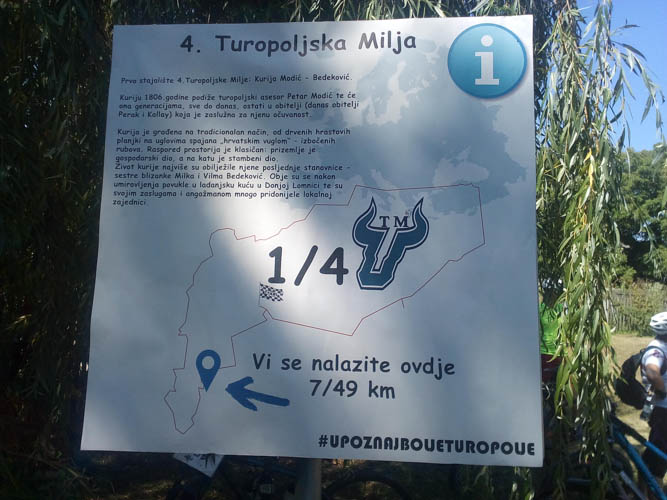 4. Turopoljska Milja
i
Prvo stajalište 4.Turopoljske Milje: Kurija Modić - Bedeković.
Kuriju 1806.godine podiže turopoljski asesor Petar Modić te će
ona generacijama, sve do danas, ostati u obitelji (danas obitelji
Perak i Kollay) koja je zaslužna za njenu očuvanost.
Kurija je građena na tradicionalan način, od drvenih hrastovih
planjki na uglovima spajana „hrvatskim vuglom" - izbočenih
rubova. Raspored prostorija je klasičan: prizemlje je
gospodarski dio, a na katu je stambeni dio.
Život kurije najviše su obilježile njene posljednje stanovnice -
sestre blizanke Milka i Vilma Bedeković. Obje su se nakon
umirovljenja povukle u ladanjsku kuću u Donjoj Lomnici te su
svojim zaslugama i angažmanom mnogo pridonijele lokalnoj
zajednici.
1/4
TM
Vi se nalazite ovdje
7/49 km
#UPOZNAJBOLJETUROPOLJE